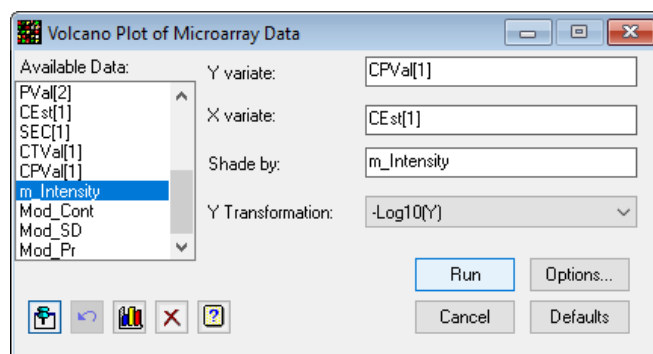 Volcano Plot of Microarray Data
Available Data:
PVal[2]
CEst[1]
SEC[1]
CTVal[1]
CPVal[1]
m_Intensity
Mod_Cont
Mod_SD
Mod_Pr
Y variate:
CPVal[1]
X variate:
CEst[1]
Shade by:
m_Intensity
Y Transformation:
-Log10(Y)
Run
Options...
Cancel
Defaults
?